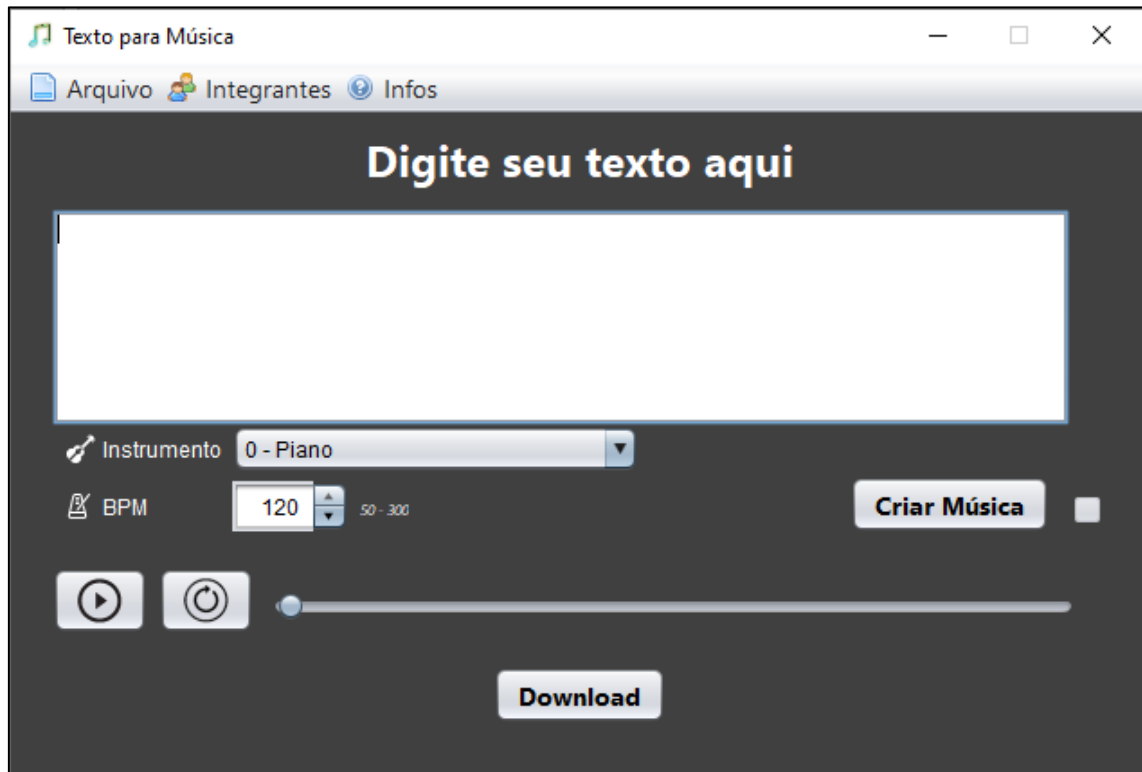 Texto para Música
Arquivo Integrantes Infos
Digite seu texto aqui
Instrumento 0 - Piano
BPM 120 50 - 300
Criar Música
Download